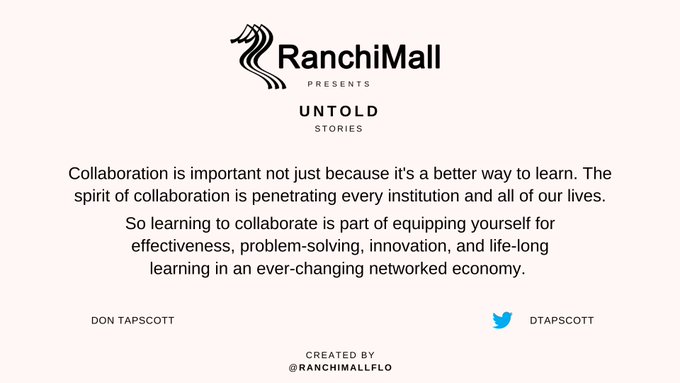 RanchiMall
PRESENTS
UNTOLD
STORIES
Collaboration is important not just because it's a better way to learn. The
spirit of collaboration is penetrating every institution and all of our lives.
So learning to collaborate is part of equipping yourself for
effectiveness, problem-solving, innovation, and life-long
learning in an ever-changing networked economy.
DON TAPSCOTT
DTAPSCOTT
CREATED BY
@RANCHIMALLFLO